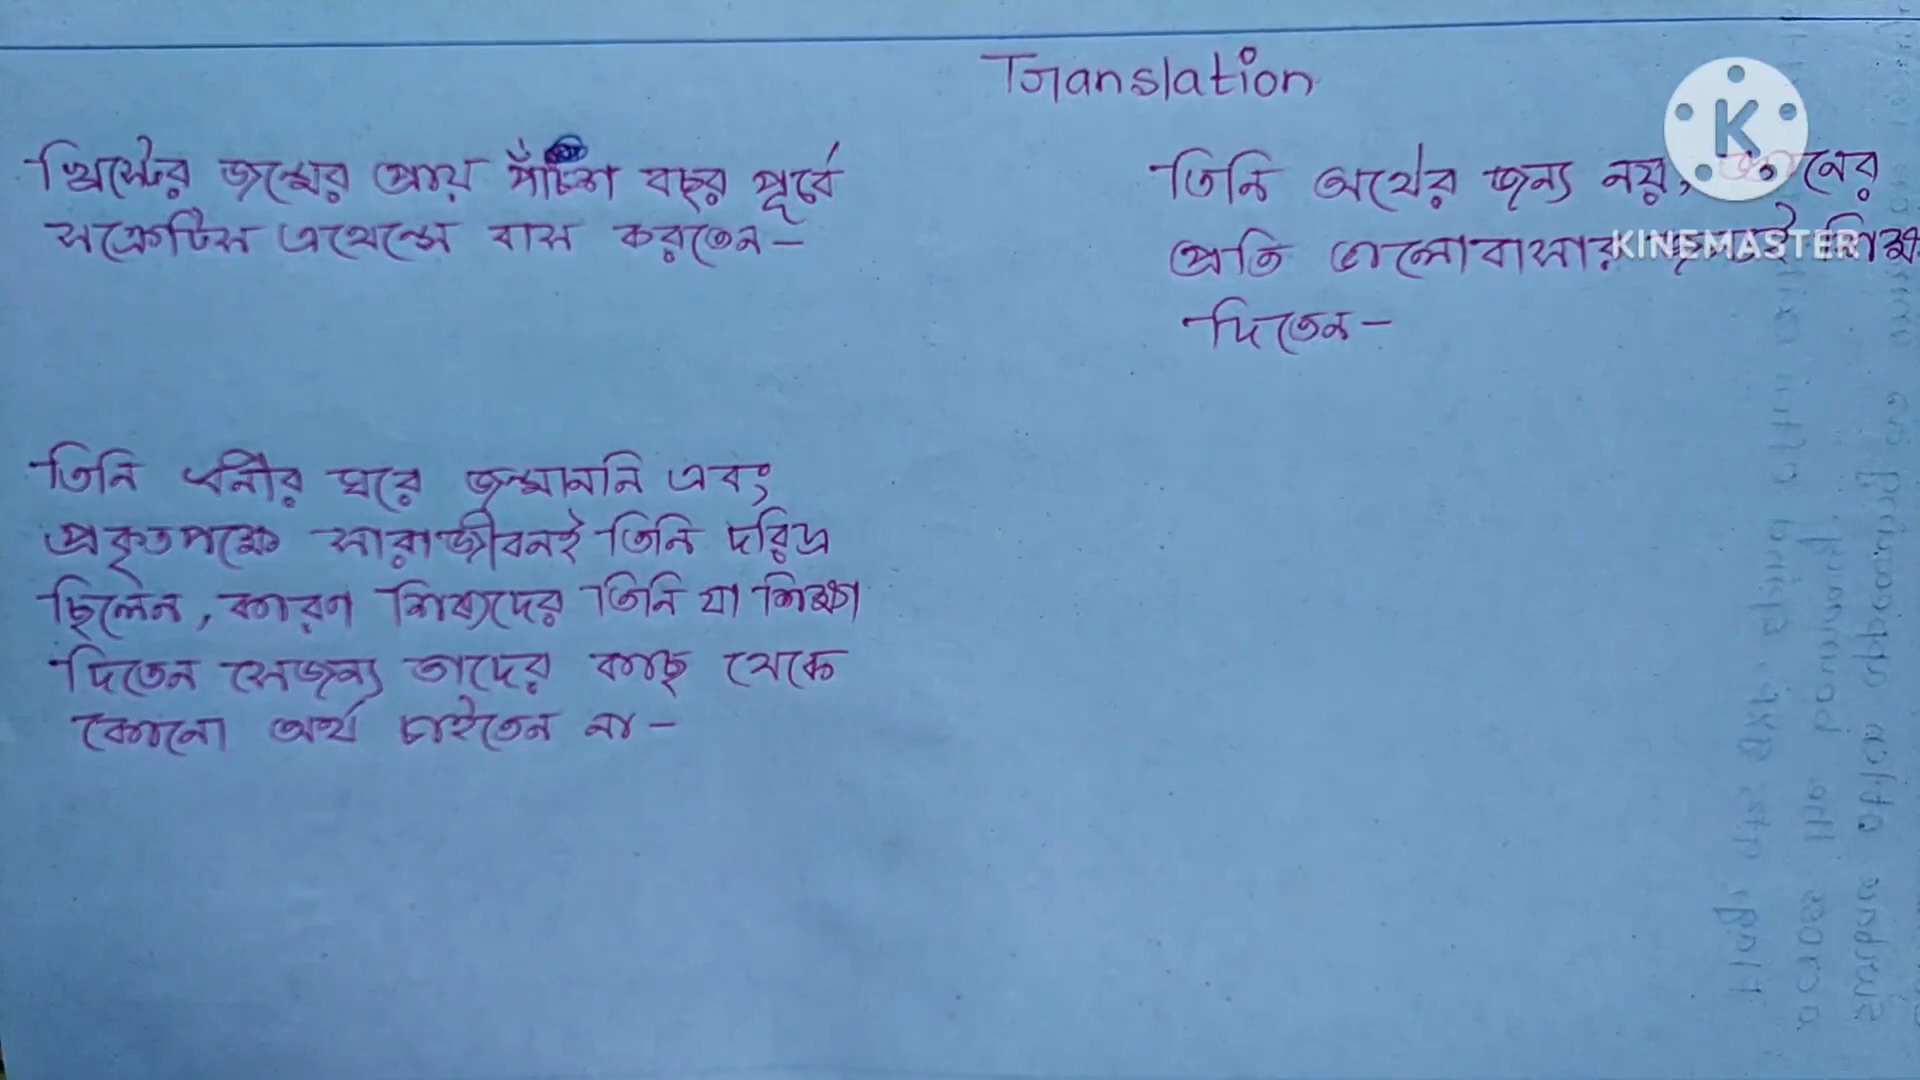 Translation
খ্রিস্টের জন্মের প্রায় পাঁচশ বছর পূর্বে
সক্রেটিস এথেন্সে বাস করতেন-
তিনি ধনীর ঘরে জন্মাননি এবং
প্রকৃতপক্ষে সারাজীবনই তিনি দরিদ্র
ছিলেন, কারণ শিষ্যদের তিনি যা শিক্ষা
দিতেন সেজন্য তাদের কাছ থেকে
কোনো অর্থ চাইতেন না-
তিনি অর্থের জন্য নয়,
প্রতি ভালোবাসার
দিতেন-
K
KINEMASTER